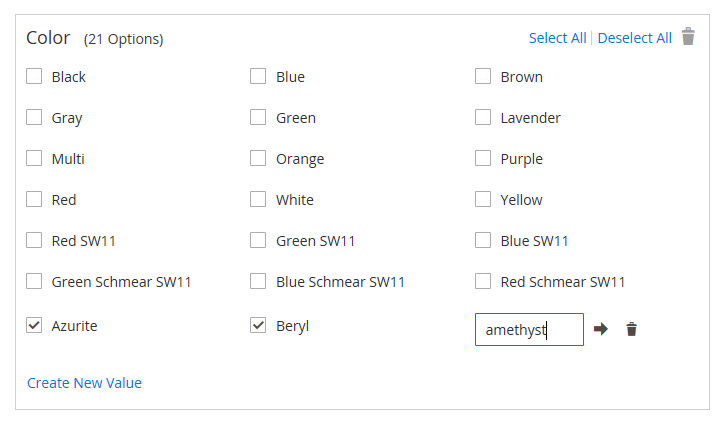 Color (21 Options) Select All Deselect All
Black Blue Brown
Gray Green Lavender
Multi Orange Purple
Red White Yellow
Red SW11 Green SW11 Blue SW11
Green Schmear SW11 Blue Schmear SW11 Red Schmear SW11
Azurite Beryl amethyst
Create New Value